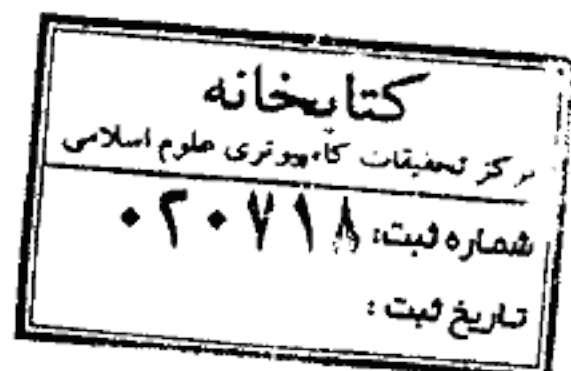 کتابخانه
مرکز تحقیقات کامپیوتری علوم اسلامی
شماره ثبت: ۰۲۰۷۱۸
تاریخ ثبت: